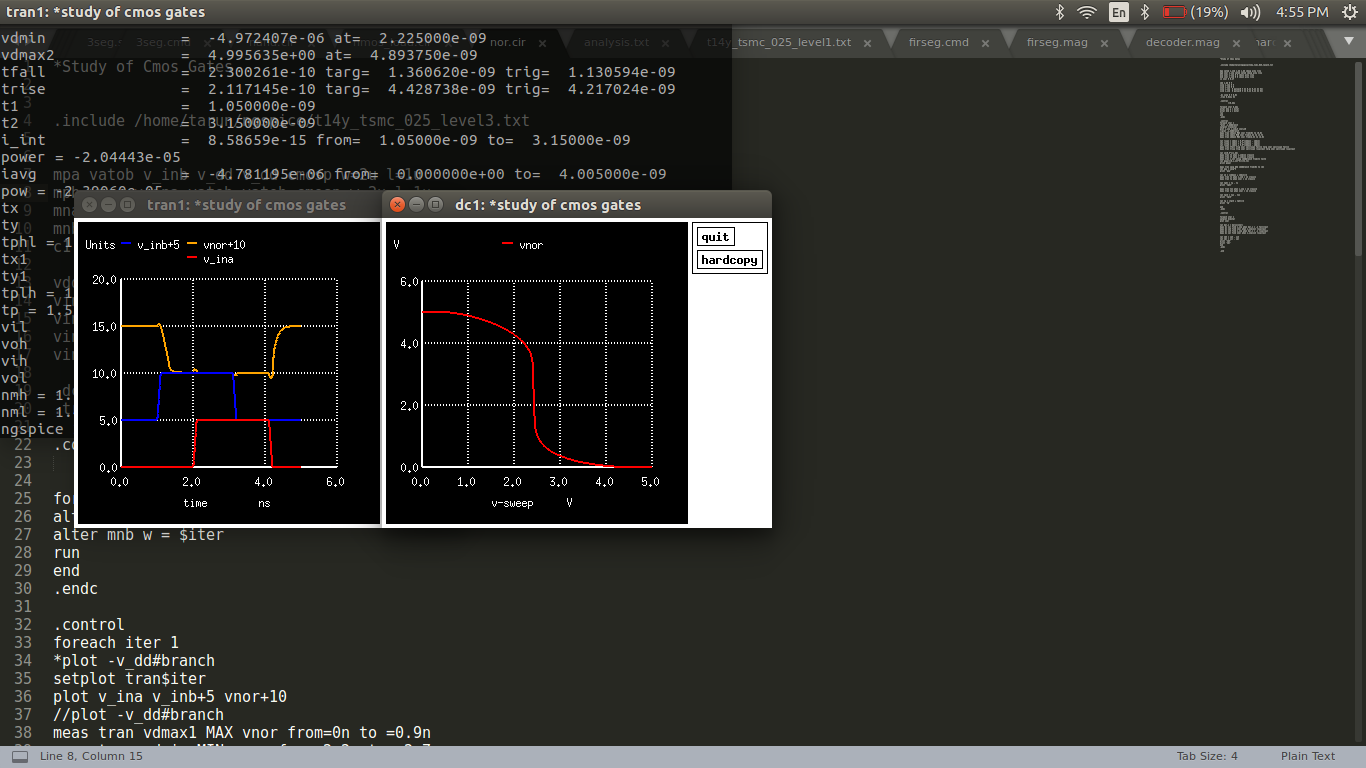 tran1: *study of cmos gates
En (19%) 4:55 PM
3seg. 3seg.cmd nor.cir analysis.txt t14y_tsmc_025_level1.txt firseg.cmd firseg.mag decoder.mag
vdmin = -4.972407e-06 at= 2.225000e-09
vdmax2 = 4.995635e+00 at= 4.893750e-09
*Study of Cmos Gates
tfall = 2.300261e-10 targ= 1.360620e-09 trig= 1.130594e-09
trise = 2.117145e-10 targ= 4.428738e-09 trig= 4.217024e-09
t1 = 1.050000e-09
t2 = 3.150000e-09
.include /home/tarun/ngspice/t14y_tsmc_025_level3.txt
i_int = 8.58659e-15 from= 1.05000e-09 to= 3.15000e-09
power = -2.04443e-05
iavg = -4.781195e-06 from= 0.000000e+00 to= 4.005000e-09
mpa vatob v_inb v_dd
pow = -2.39060e-05
tx
ty
tphl = 1
tx1
ty1
tplh = 1
tp = 1.5
vil
voh
vih
vol
nmh = 1.
nml = 1.
ngspice
tran1: *study of cmos gates
Units v_inb+5 vnor+10
v_ina
20.0
15.0
10.0
5.0
0.0
0.0 2.0 4.0 6.0
time ns
dc1: *study of cmos gates
V vnor
quit
hardcopy
6.0
4.0
2.0
0.0
0.0 1.0 2.0 3.0 4.0 5.0
v-sweep V
22 .co
23
24
25 fo
26 al
27 alter mnb w = $iter
28 run
29 end
30 .endc
31
32 .control
33 foreach iter 1
34 *plot -v_dd#branch
35 setplot tran$iter
36 plot v_ina v_inb+5 vnor+10
37 //plot -v_dd#branch
38 meas tran vdmax1 MAX vnor from=0n to =0.9n
Line 8, Column 15 Tab Size: 4 Plain Text